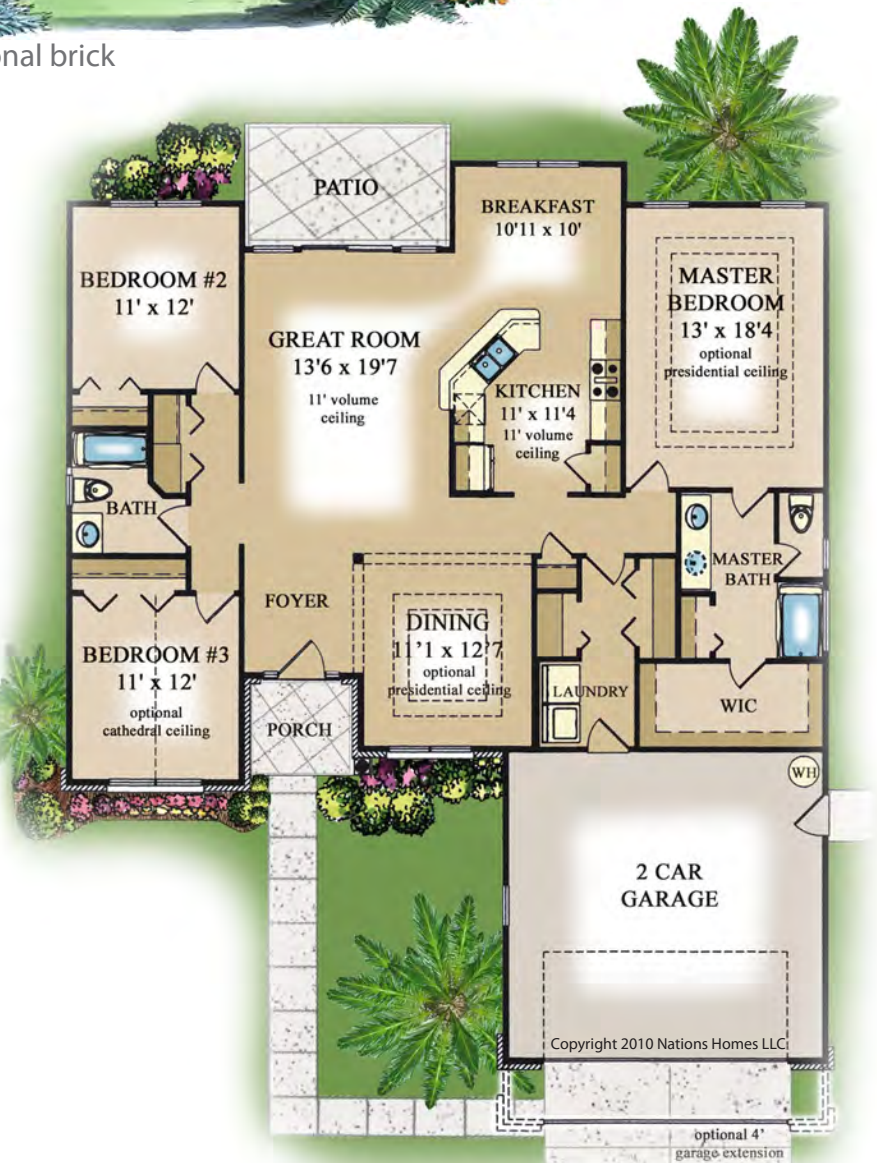 onal brick
PATIO
BREAKFAST
10'11 x 10'
BEDROOM #2
11' x 12'
MASTER
BEDROOM
13' x 18'4
optional
presidential ceiling
GREAT ROOM
13'6 x 19'7
11' volume
ceiling
KITCHEN
11' x 11'4
11' volume
ceiling
BATH
MASTER
BATH
FOYER
DINING
11'1 x 12'7
optional
presidential ceiling
BEDROOM #3
11' x 12'
optional
cathedral ceiling
LAUNDRY
WIC
PORCH
WH
2 CAR
GARAGE
Copyright 2010 Nations Homes LLC
optional 4'
garage extension